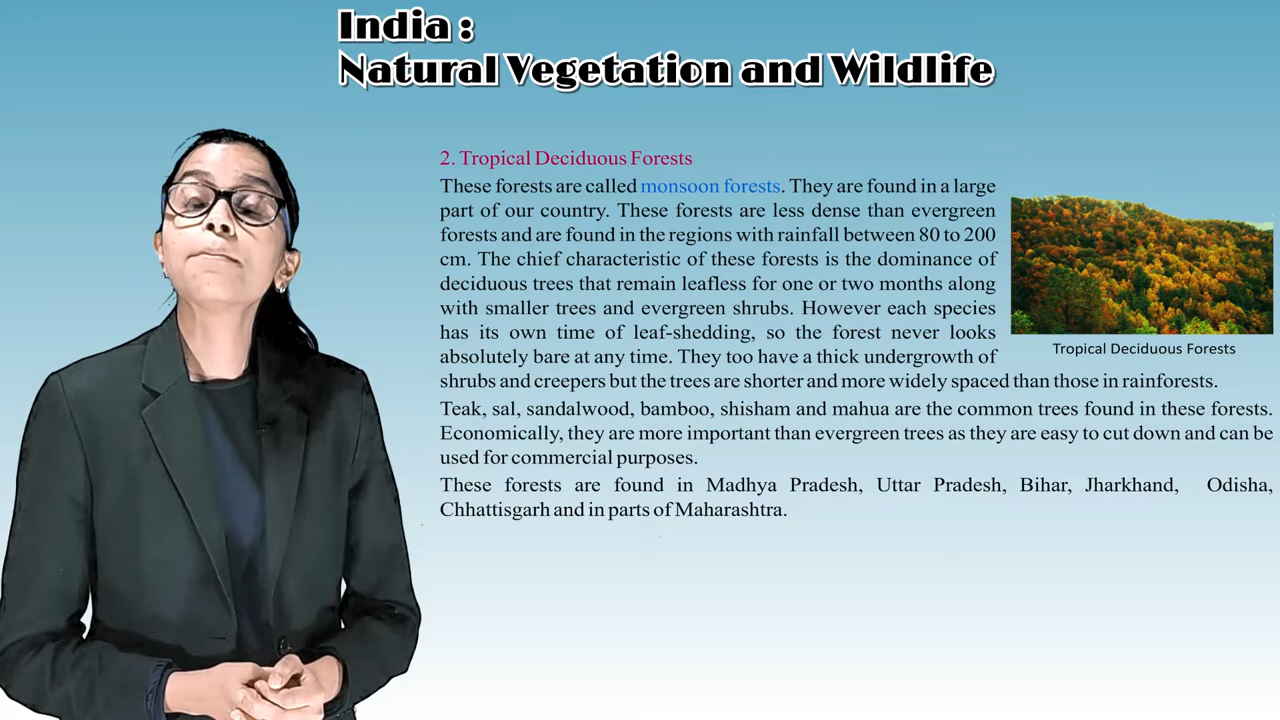 India :
Natural Vegetation and Wildlife
2. Tropical Deciduous Forests
These forests are called monsoon forests. They are found in a large
part of our country. These forests are less dense than evergreen
forests and are found in the regions with rainfall between 80 to 200
cm. The chief characteristic of these forests is the dominance of
deciduous trees that remain leafless for one or two months along
with smaller trees and evergreen shrubs. However each species
has its own time of leaf-shedding, so the forest never looks
absolutely bare at any time. They too have a thick undergrowth of
shrubs and creepers but the trees are shorter and more widely spaced than those in rainforests.
Tropical Deciduous Forests
Teak, sal, sandalwood, bamboo, shisham and mahua are the common trees found in these forests.
Economically, they are more important than evergreen trees as they are easy to cut down and can be
used for commercial purposes.
These forests are found in Madhya Pradesh, Uttar Pradesh, Bihar, Jharkhand, Odisha,
Chhattisgarh and in parts of Maharashtra.